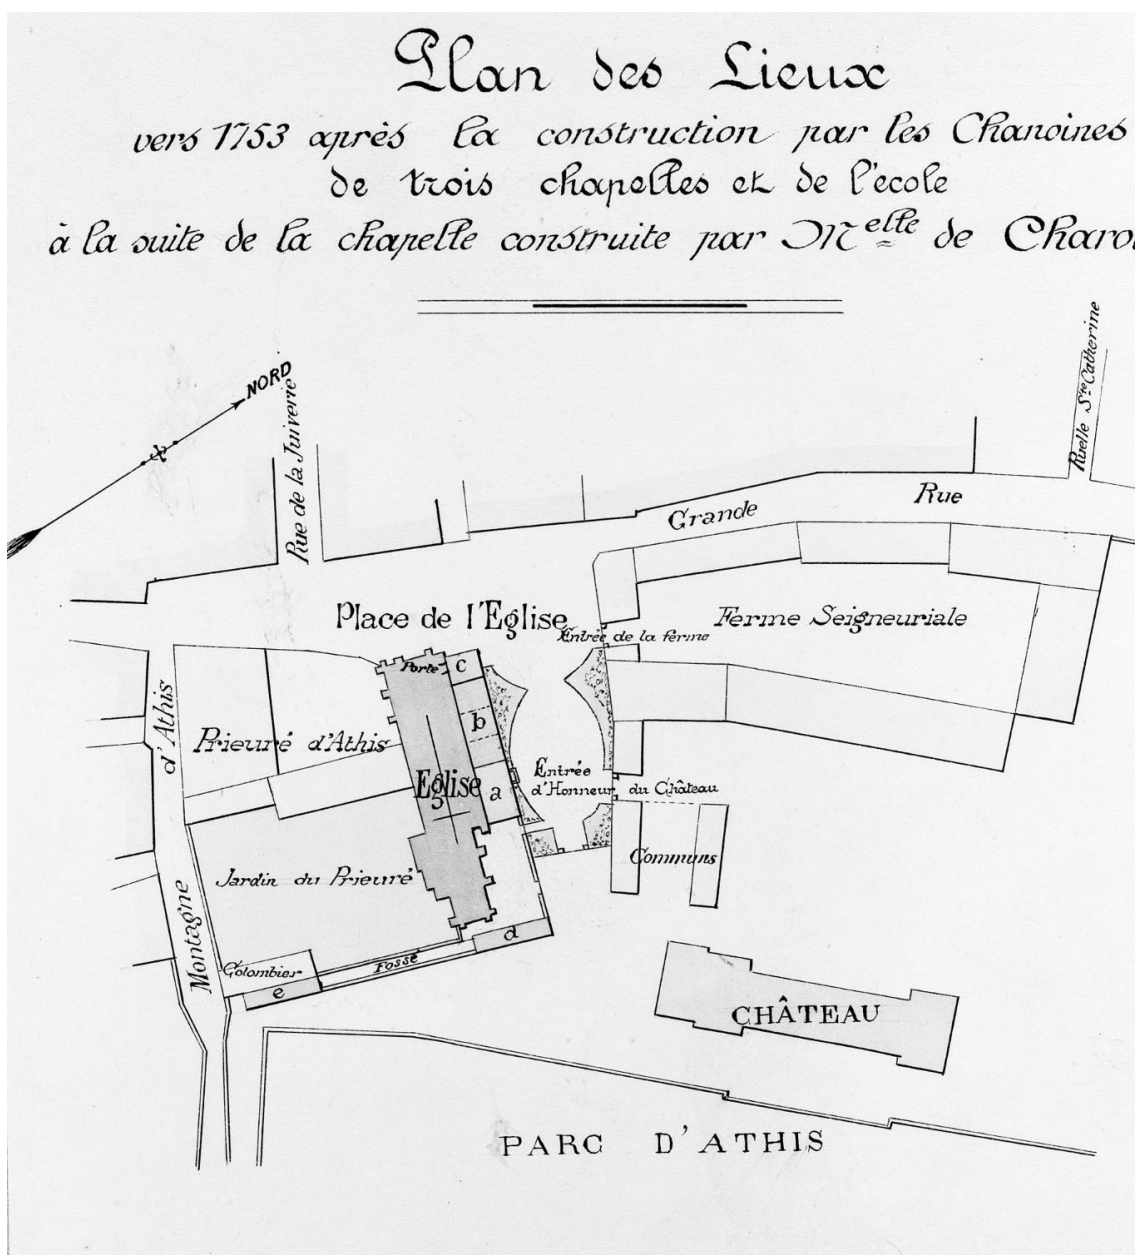 Plan des Lieux
vers 1753 après la construction par les Chanoines
de trois chapelles et de l'école
à la suite de la chapelle construite par Melle de Charo
NORD
Rue de la Juiverie
Ruelle Ste Catherine
Grande Rue
Place de l'Eglise
Entrée de la ferme
Ferme Seigneuriale
Porte
c
b
a
Prieuré d'Athis
Eglise
Entrée
d'Honneur du Château
Communs
Jardin du Prieuré
Montagne d'Athis
Colombier
Fossé
d
e
CHÂTEAU
PARC D'ATHIS